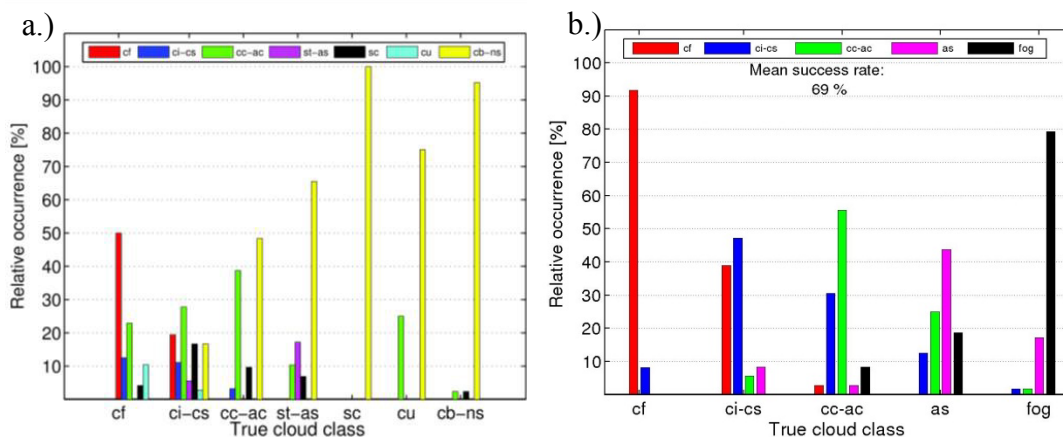 a.)
cf ci-cs cc-ac st-as sc cu cb-ns
100
90
80
70
60
50
40
30
20
10
Relative occurrence [%]
cf ci-cs cc-ac st-as sc cu cb-ns
True cloud class
b.)
cf ci-cs cc-ac as fog
Mean success rate:
69 %
100
90
80
70
60
50
40
30
20
10
Relative occurrence [%]
cf ci-cs cc-ac as fog
True cloud class